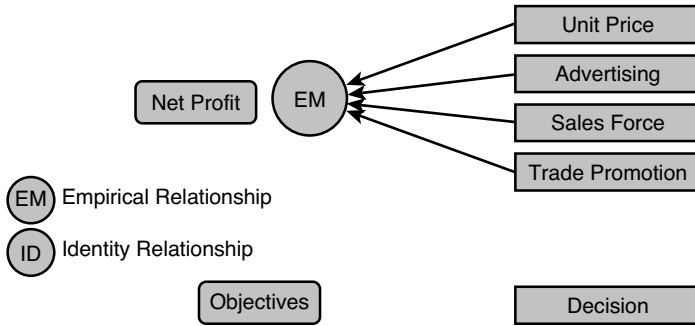 Unit Price
Advertising
Net Profit
EM
Sales Force
Trade Promotion
EM Empirical Relationship
ID Identity Relationship
Objectives
Decision